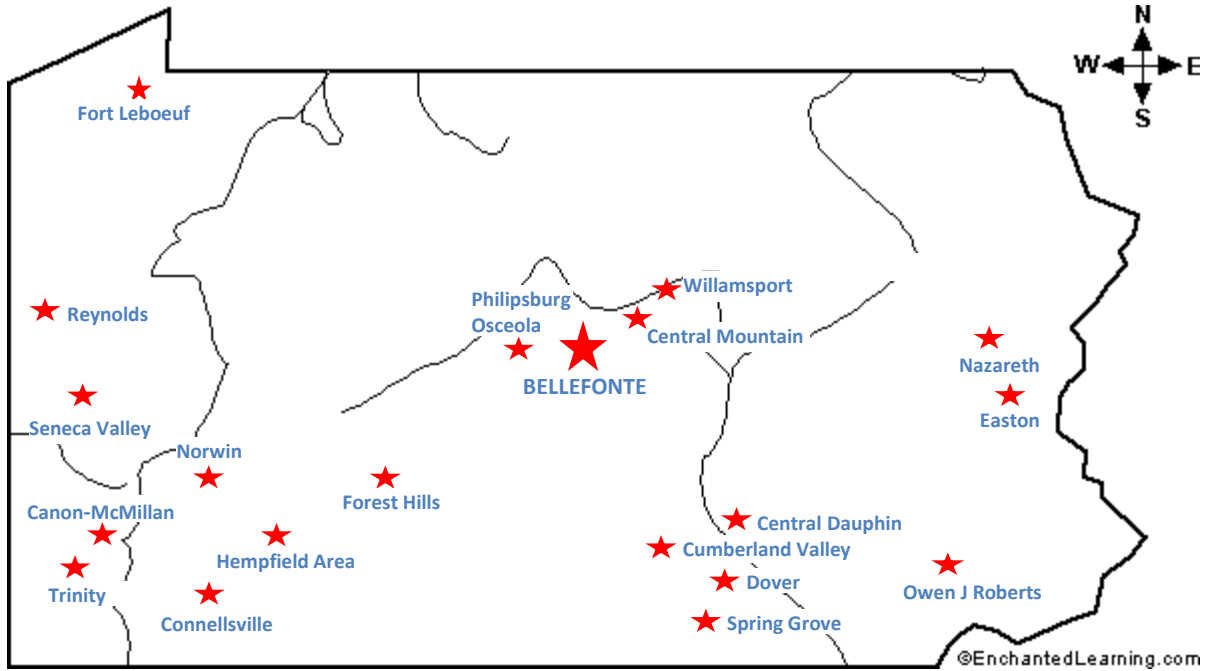 N
W E
S
Fort Leboeuf
Willamsport
Philipsburg
Osceola
Reynolds
Central Mountain
Nazareth
BELLEFONTE
Easton
Seneca Valley
Norwin
Forest Hills
Canon-McMillan
Central Dauphin
Cumberland Valley
Hempfield Area
Dover
Trinity
Owen J Roberts
Connellsville
Spring Grove
©EnchantedLearning.com